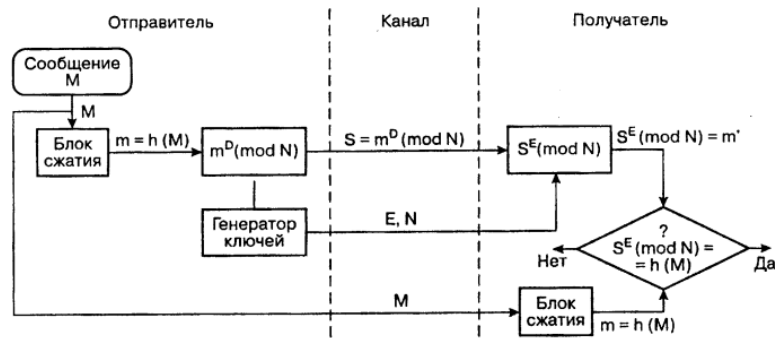 Отправитель
Канал
Получатель
Сообщение
M
M
Блок
сжатия
m = h (M)
m^D (mod N)
S = m^D (mod N)
S^E (mod N)
S^E (mod N) = m'
Генератор
ключей
E, N
?
S^E (mod N) =
= h (M)
Нет
Да
M
Блок
сжатия
m = h (M)